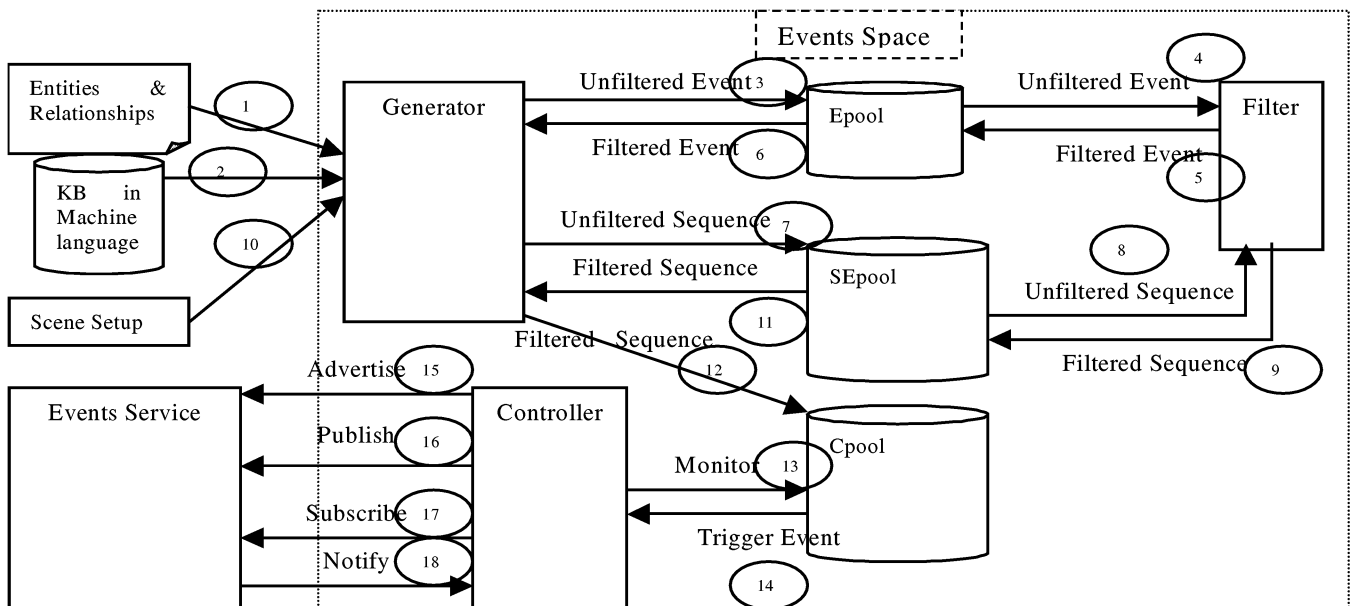 Events Space
Entities &
Relationships
1
Generator
Unfiltered Event
3
Epool
Unfiltered Event
4
Filter
Filtered Event
6
Filtered Event
5
2
KB in
Machine
language
10
Unfiltered Sequence
7
SEpool
8
Filtered Sequence
Unfiltered Sequence
Scene Setup
11
Filtered Sequence
12
Filtered Sequence
9
Advertise
15
Events Service
Controller
Publish
16
Cpool
Monitor
13
Subscribe
17
Trigger Event
Notify
18
14